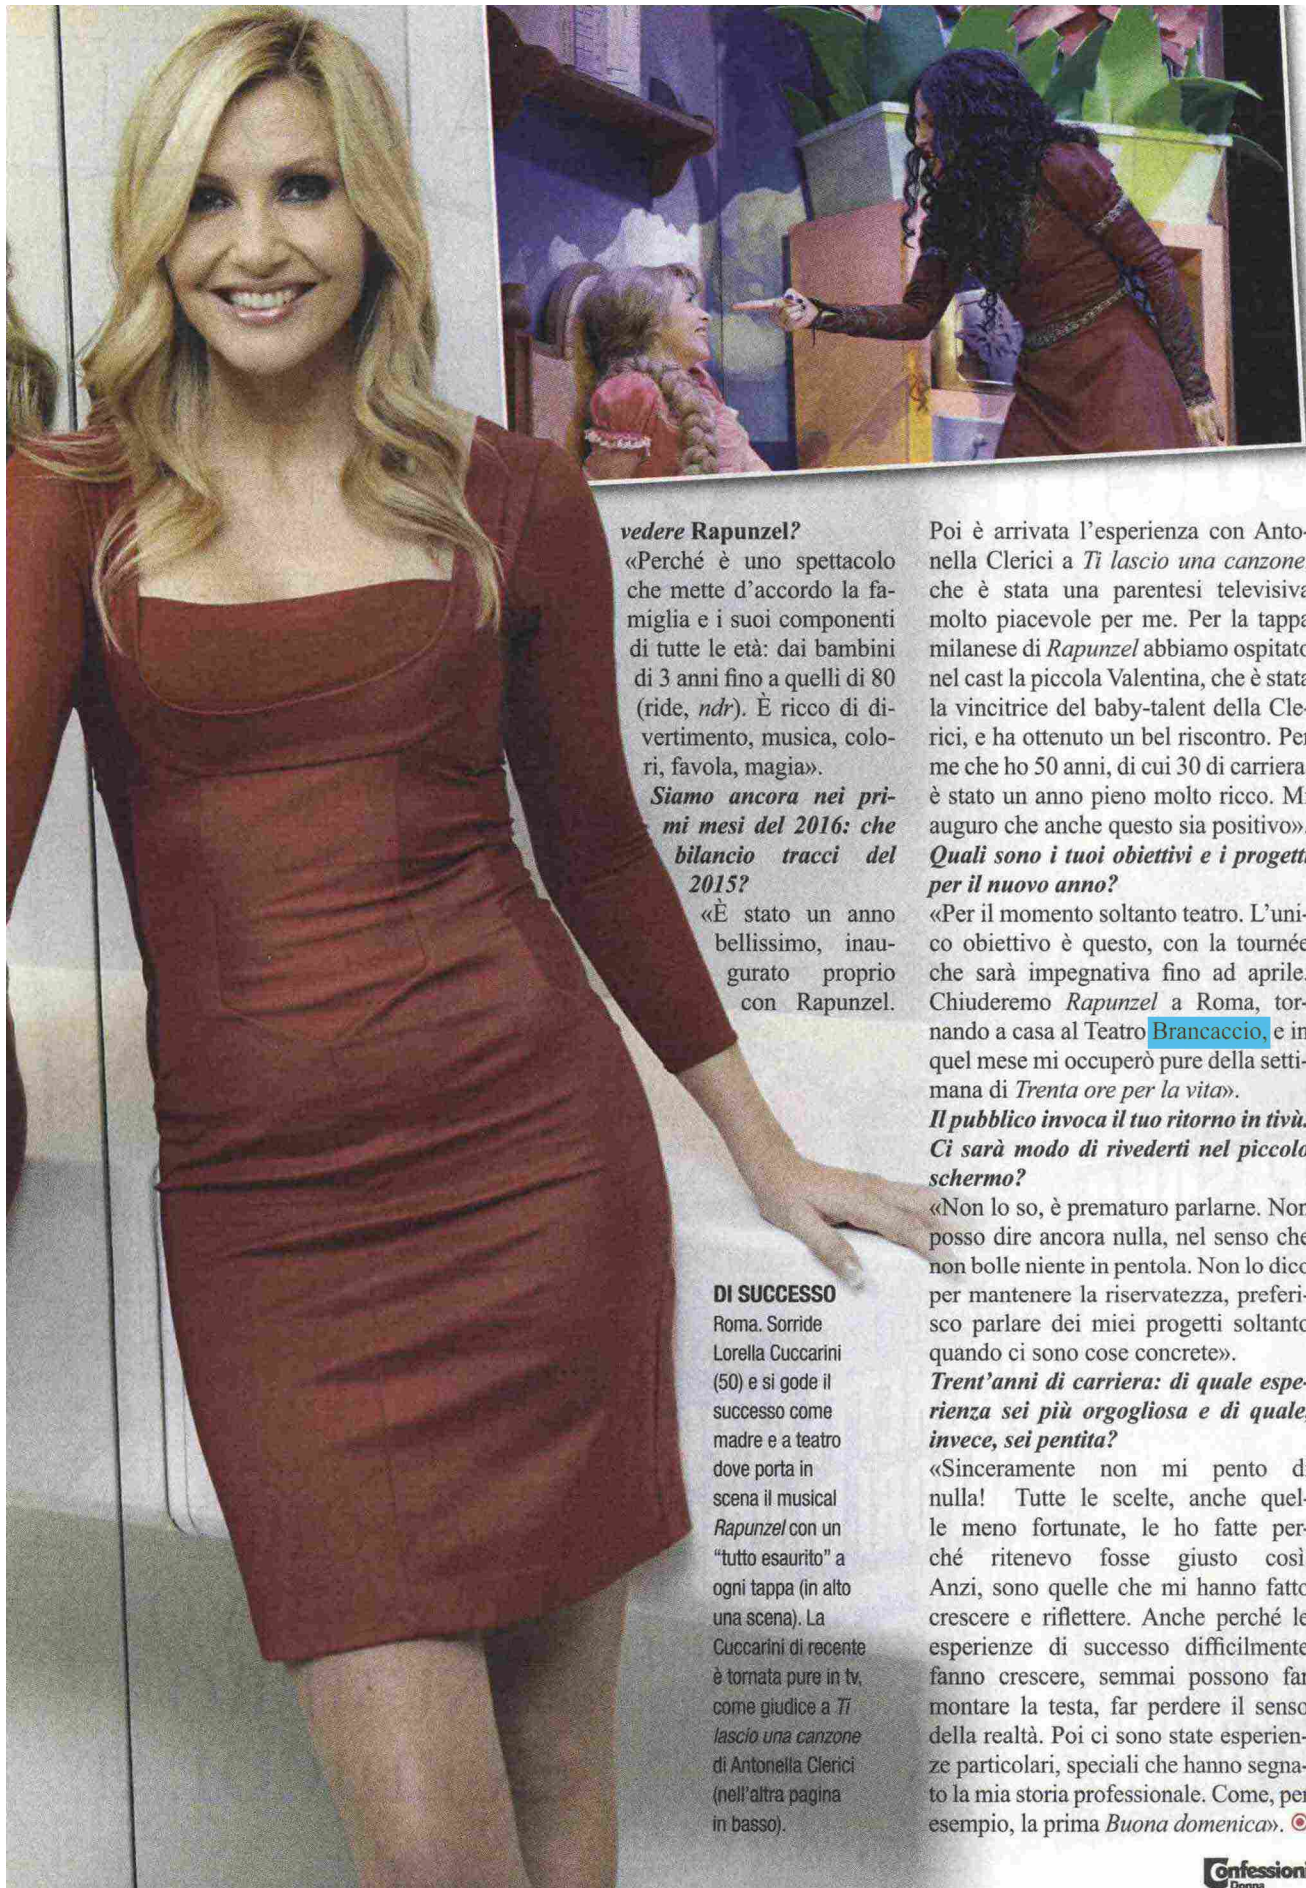 vedere Rapunzel?
«Perché è uno spettacolo
che mette d'accordo la fa-
miglia e i suoi componenti
di tutte le età: dai bambini
di 3 anni fino a quelli di 80
(ride, ndr). È ricco di di-
vertimento, musica, colo-
ri, favola, magia».
Siamo ancora nei pri-
mi mesi del 2016: che
bilancio tracci del
2015?
«È stato un anno
bellissimo, inau-
gurato proprio
con Rapunzel.
Poi è arrivata l'esperienza con Anto-
nella Clerici a Ti lascio una canzone
che è stata una parentesi televisiva
molto piacevole per me. Per la tappa
milanese di Rapunzel abbiamo ospitato
nel cast la piccola Valentina, che è stata
la vincitrice del baby-talent della Cle-
rici, e ha ottenuto un bel riscontro. Per
me che ho 50 anni, di cui 30 di carriera
è stato un anno pieno molto ricco. Mi
auguro che anche questo sia positivo».
Quali sono i tuoi obiettivi e i progetti
per il nuovo anno?
«Per il momento soltanto teatro. L'uni-
co obiettivo è questo, con la tournée
che sarà impegnativa fino ad aprile.
Chiuderemo Rapunzel a Roma, tor-
nando a casa al Teatro Brancaccio, e in
quel mese mi occuperò pure della setti-
mana di Trenta ore per la vita».
Il pubblico invoca il tuo ritorno in tivù.
Ci sarà modo di rivederti nel piccolo
schermo?
«Non lo so, è prematuro parlarne. Non
posso dire ancora nulla, nel senso che
non bolle niente in pentola. Non lo dico
per mantenere la riservatezza, preferi-
sco parlare dei miei progetti soltanto
quando ci sono cose concrete».
Trent'anni di carriera: di quale espe-
rienza sei più orgogliosa e di quale,
invece, sei pentita?
«Sinceramente non mi pento di
nulla! Tutte le scelte, anche quel-
le meno fortunate, le ho fatte per-
ché ritenevo fosse giusto così
Anzi, sono quelle che mi hanno fatto
crescere e riflettere. Anche perché le
esperienze di successo difficilmente
fanno crescere, semmai possono far
montare la testa, far perdere il senso
della realtà. Poi ci sono state esperien-
ze particolari, speciali che hanno segna-
to la mia storia professionale. Come, per
esempio, la prima Buona domenica».
DI SUCCESSO
Roma. Sorride
Lorella Cuccarini
(50) e si gode il
successo come
madre e a teatro
dove porta in
scena il musical
Rapunzel con un
"tutto esaurito" a
ogni tappa (in alto
una scena). La
Cuccarini di recente
è tornata pure in tv,
come giudice a Ti
lascio una canzone
di Antonella Clerici
(nell'altra pagina
in basso).
Confessioni
Donna